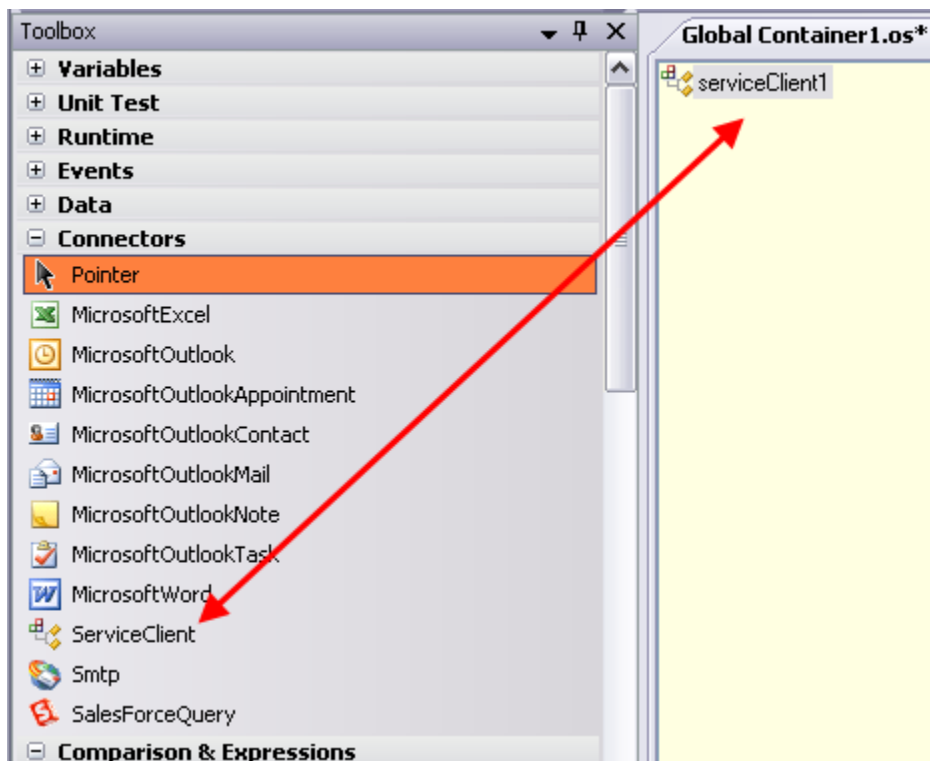 Toolbox
Variables
Unit Test
Runtime
Events
Data
Connectors
Pointer
MicrosoftExcel
MicrosoftOutlook
MicrosoftOutlookAppointment
MicrosoftOutlookContact
MicrosoftOutlookMail
MicrosoftOutlookNote
MicrosoftOutlookTask
MicrosoftWord
ServiceClient
Smtp
SalesForceQuery
Comparison & Expressions
Global Container1.os*
serviceClient1